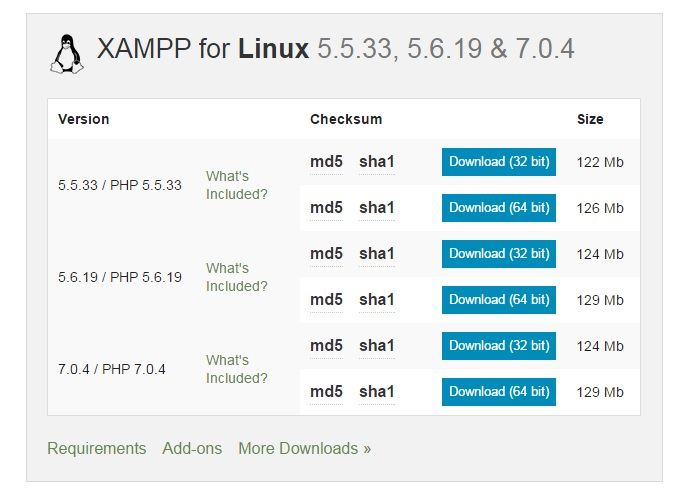 XAMPP for Linux 5.5.33, 5.6.19 & 7.0.4
Version Checksum Size
5.5.33 / PHP 5.5.33 What's Included? md5 sha1 Download (32 bit) 122 Mb
md5 sha1 Download (64 bit) 126 Mb
5.6.19 / PHP 5.6.19 What's Included? md5 sha1 Download (32 bit) 124 Mb
md5 sha1 Download (64 bit) 129 Mb
7.0.4 / PHP 7.0.4 What's Included? md5 sha1 Download (32 bit) 124 Mb
md5 sha1 Download (64 bit) 129 Mb
Requirements Add-ons More Downloads »